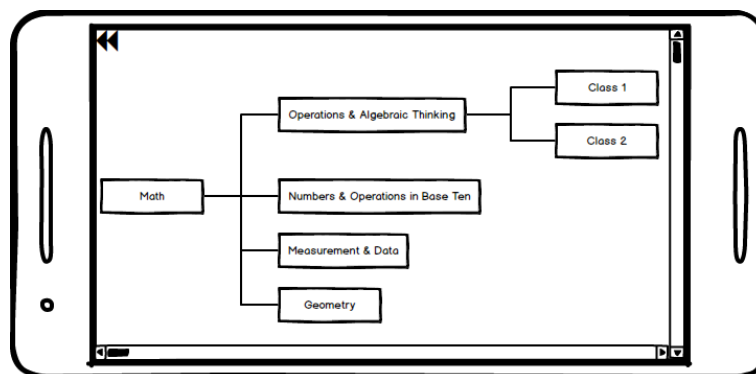 Class 1
Operations & Algebraic Thinking
Class 2
Math
Numbers & Operations in Base Ten
Measurement & Data
Geometry